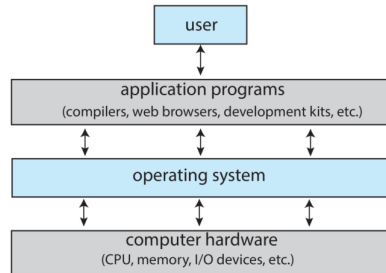 user
application programs
(compilers, web browsers, development kits, etc.)
operating system
computer hardware
(CPU, memory, I/O devices, etc.)